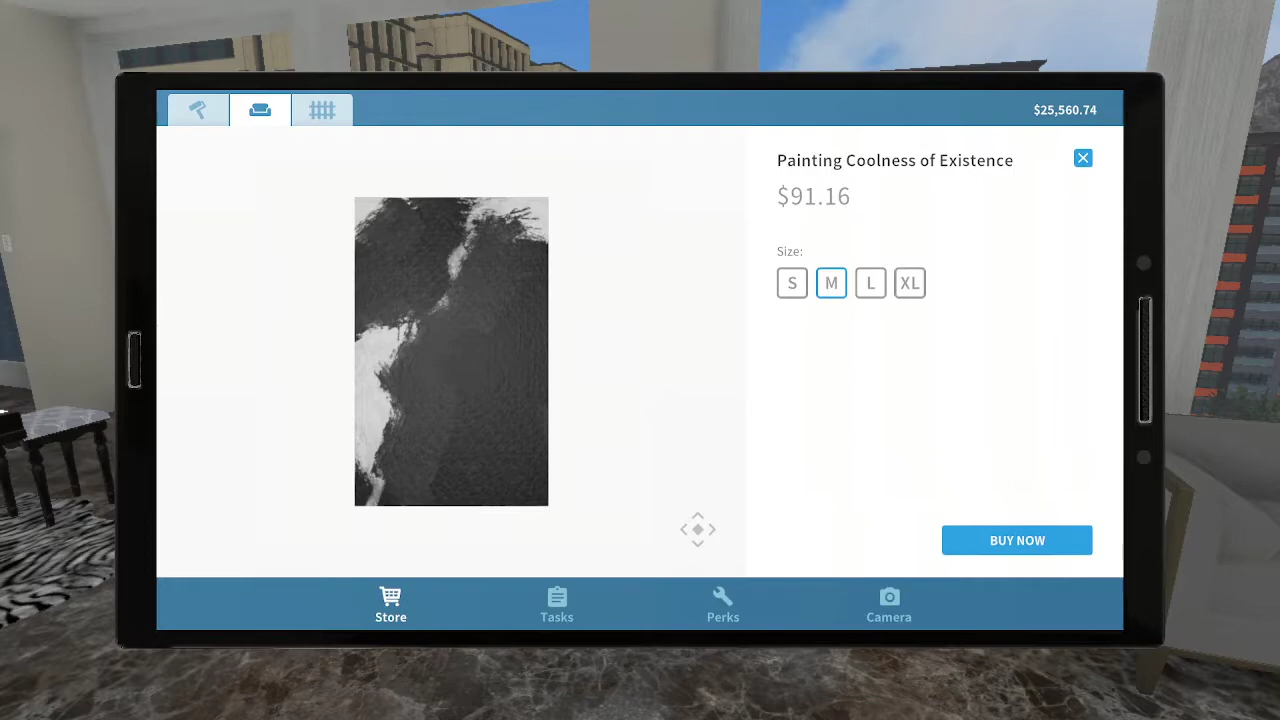 $25,560.74
Painting Coolness of Existence
$91.16
Size:
S M L XL
BUY NOW
Store Tasks Perks Camera